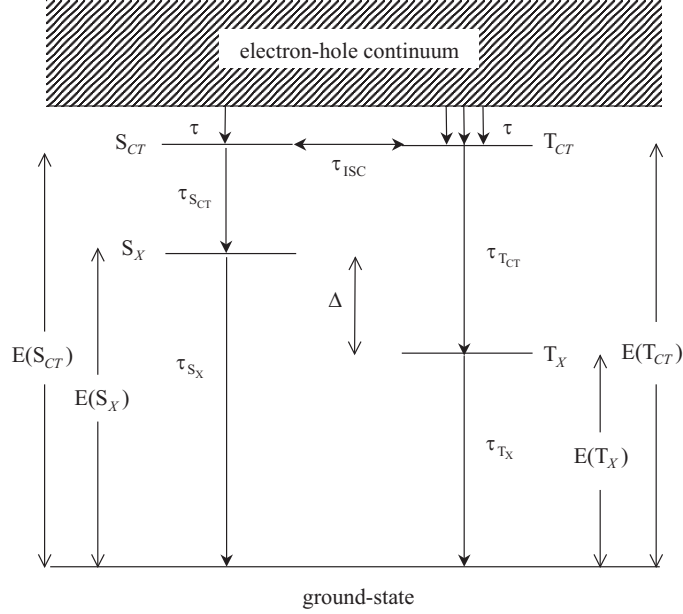 electron-hole continuum
τ
τ
S_CT
T_CT
τ_ISC
τ_S_CT
S_X
τ_T_CT
Δ
E(S_CT)
τ_S_X
T_X
E(T_CT)
E(S_X)
τ_T_X
E(T_X)
ground-state